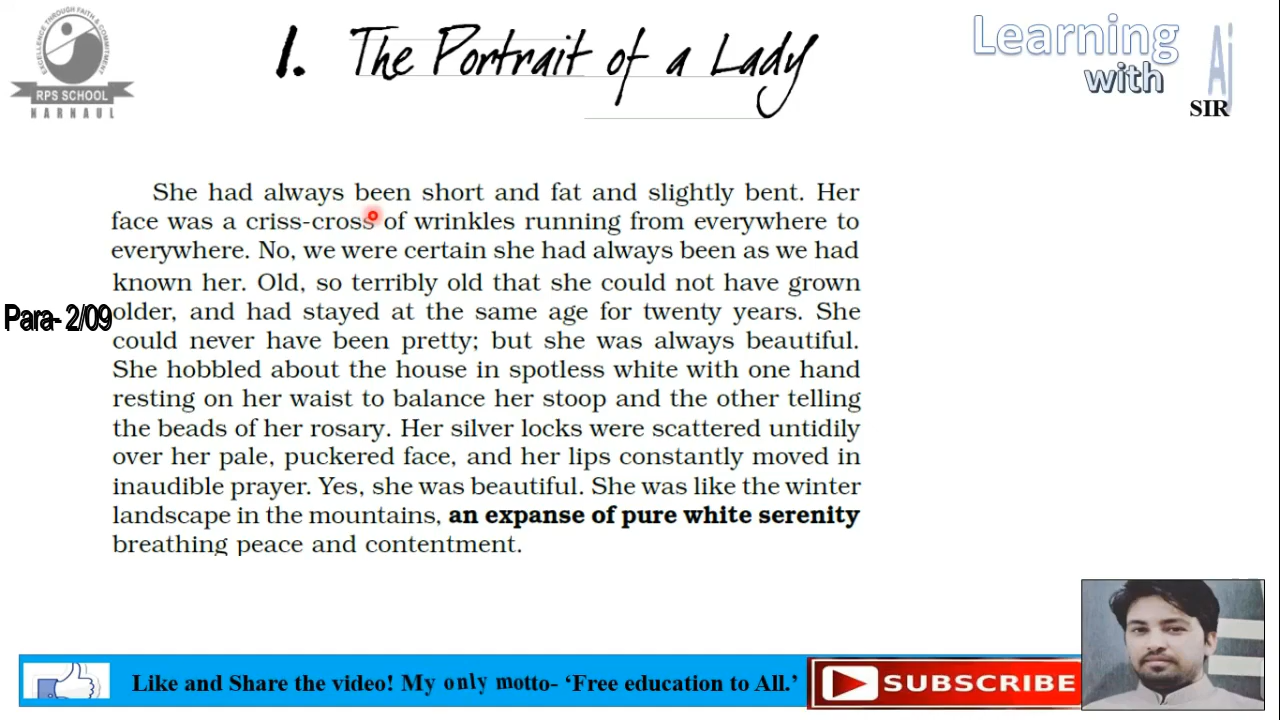 EXCELLENCE THROUGH FAITH & COMMITMENT
RPS SCHOOL
NARNAUL
1. The Portrait of a Lady
Learning
with
Aj
SIR
She had always been short and fat and slightly bent. Her
face was a criss-cross of wrinkles running from everywhere to
everywhere. No, we were certain she had always been as we had
known her. Old, so terribly old that she could not have grown
Para- 2/09
older, and had stayed at the same age for twenty years. She
could never have been pretty; but she was always beautiful.
She hobbled about the house in spotless white with one hand
resting on her waist to balance her stoop and the other telling
the beads of her rosary. Her silver locks were scattered untidily
over her pale, puckered face, and her lips constantly moved in
inaudible prayer. Yes, she was beautiful. She was like the winter
landscape in the mountains, an expanse of pure white serenity
breathing peace and contentment.
Like and Share the video! My only motto- ‘Free education to All.’
SUBSCRIBE